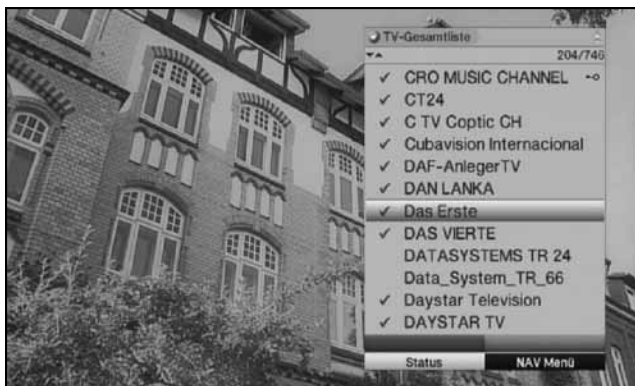 TV-Gesamtliste
204/746
CRO MUSIC CHANNEL
CT24
C TV Coptic CH
Cubavision Internacional
DAF-AnlegerTV
DAN LANKA
Das Erste
DAS VIERTE
DATASYSTEMS TR 24
Data_System_TR_66
Daystar Television
DAYSTAR TV
Status
NAV Menü